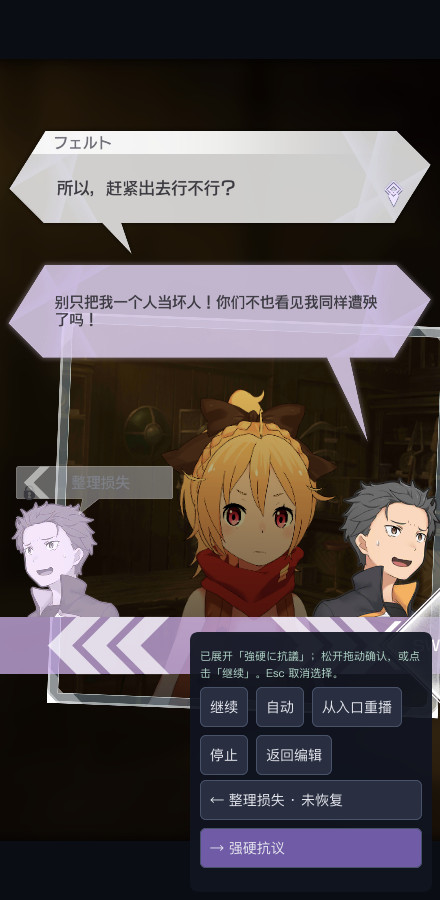 フェルト
所以，赶紧出去行不行？
别只把我一个人当坏人！你们不也看见我同样遭殃
了吗！
整理损失
已展开「強硬に抗議」；松开拖动确认，或点
击「继续」。Esc 取消选择。
继续
自动
从入口重播
停止
返回编辑
← 整理损失 · 未恢复
→ 强硬抗议